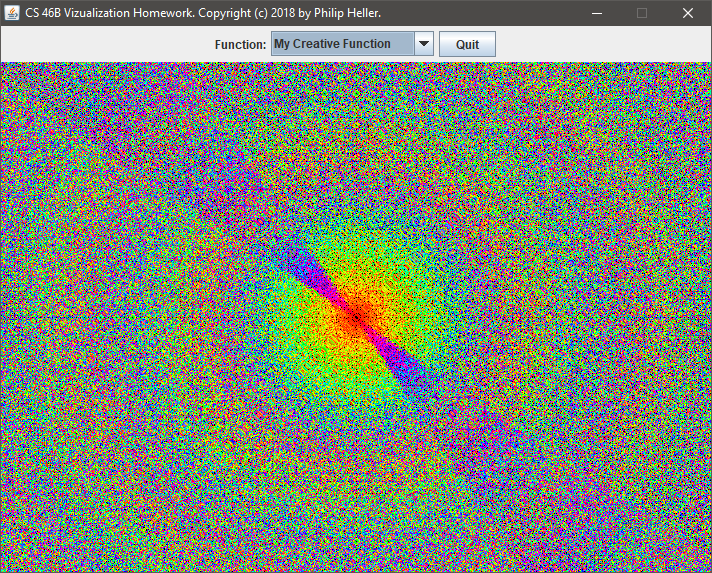 CS 46B Vizualization Homework. Copyright (c) 2018 by Philip Heller.
Function: My Creative Function Quit